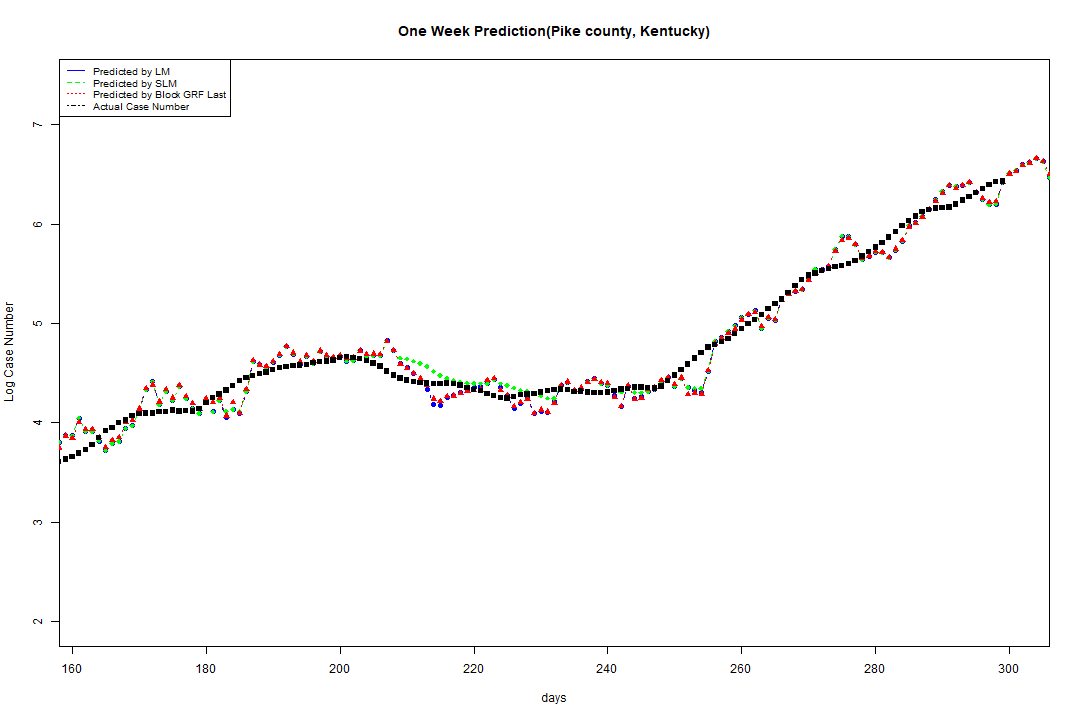 One Week Prediction(Pike county, Kentucky)
Predicted by LM
Predicted by SLM
Predicted by Block GRF Last
Actual Case Number
Log Case Number
7
6
5
4
3
2
160 180 200 220 240 260 280 300
days